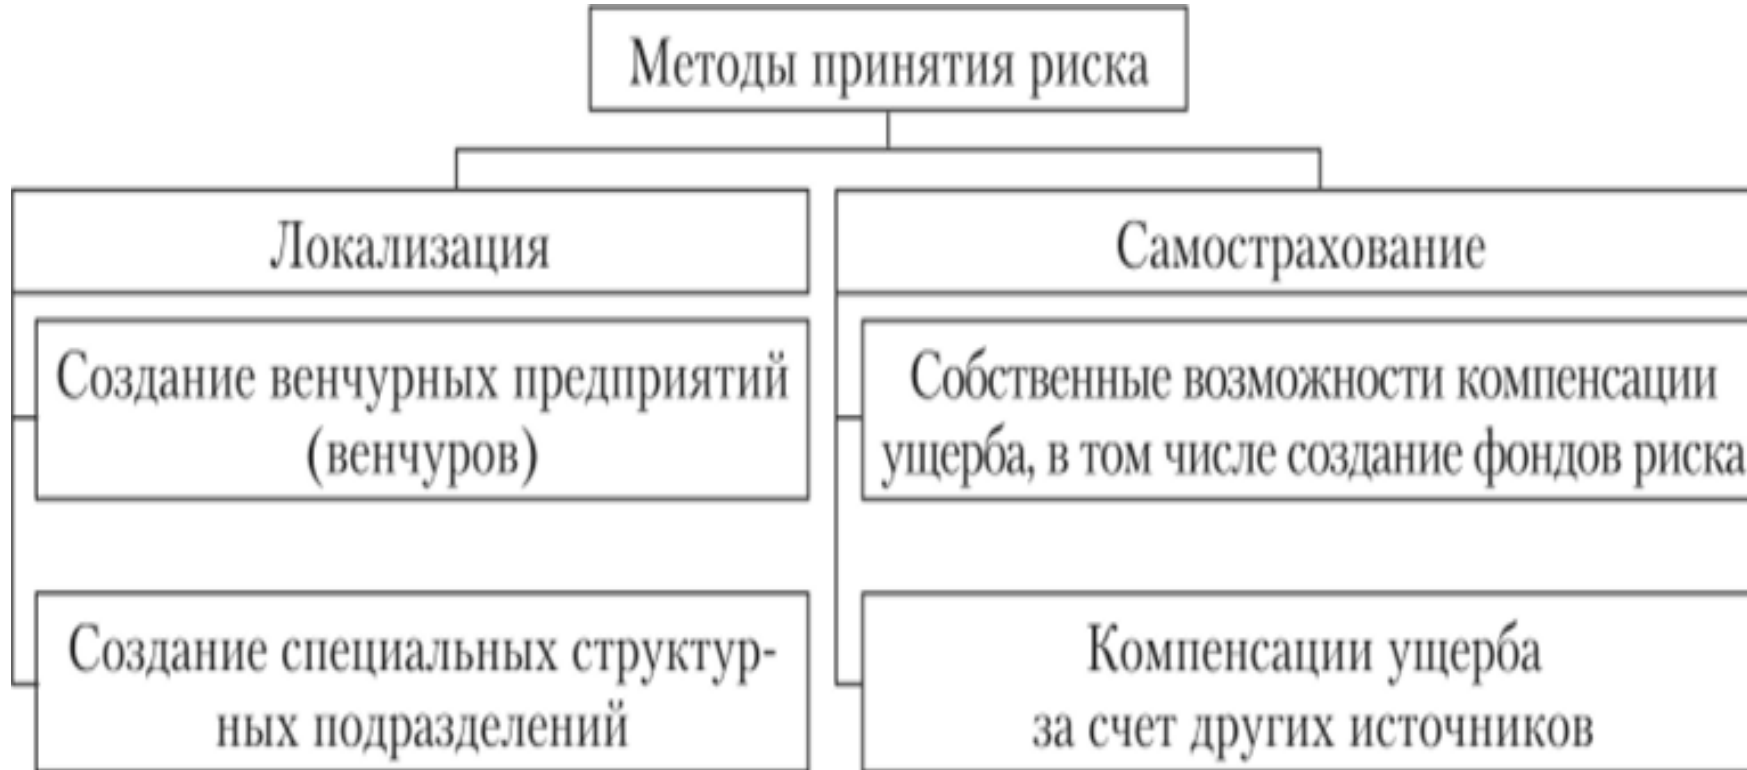 Методы принятия риска
Локализация
Создание венчурных предприятий
(венчуров)
Создание специальных структур-
ных подразделений
Самострахование
Собственные возможности компенсации
ущерба, в том числе создание фондов риска
Компенсации ущерба
за счет других источников